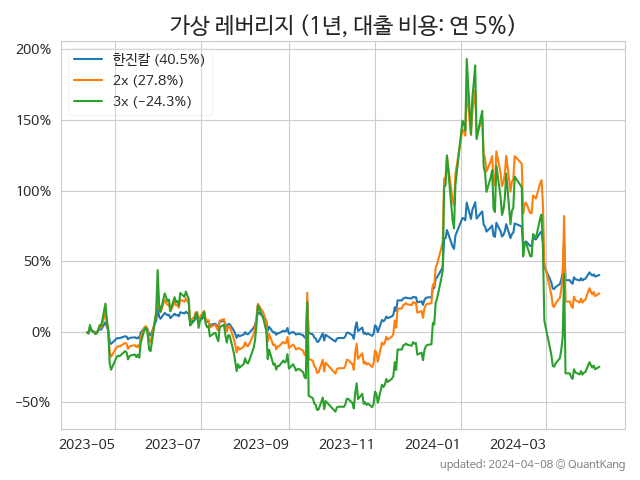 가상 레버리지 (1년, 대출 비용: 연 5%)
200%
150%
100%
50%
0%
−50%
한진칼 (40.5%)
2x (27.8%)
3x (−24.3%)
2023-05
2023-07
2023-09
2023-11
2024-01
2024-03
updated: 2024-04-08 © QuantKang